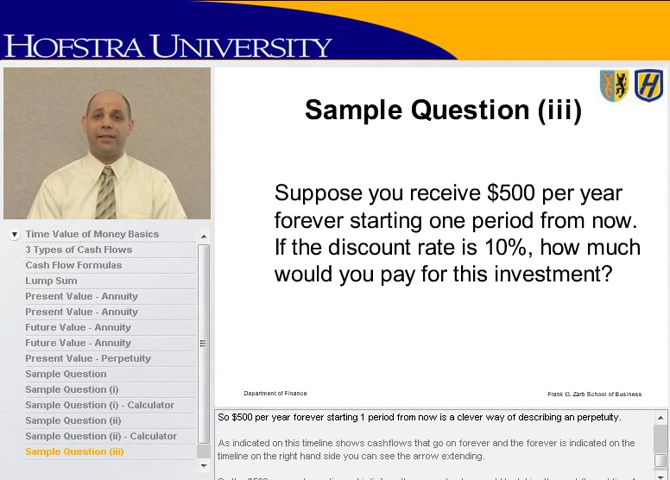 HOFSTRA UNIVERSITY
Sample Question (iii)
Suppose you receive $500 per year
forever starting one period from now.
If the discount rate is 10%, how much
would you pay for this investment?
Department of Finance
Frank G. Zarb School of Business
Time Value of Money Basics
3 Types of Cash Flows
Cash Flow Formulas
Lump Sum
Present Value - Annuity
Present Value - Annuity
Future Value - Annuity
Future Value - Annuity
Present Value - Perpetuity
Sample Question
Sample Question (i)
Sample Question (i) - Calculator
Sample Question (ii)
Sample Question (ii) - Calculator
Sample Question (iii)
So $500 per year forever starting 1 period from now is a clever way of describing an perpetuity.
As indicated on this timeline shows cashflows that go on forever and the forever is indicated on the
timeline on the right hand side you can see the arrow extending.